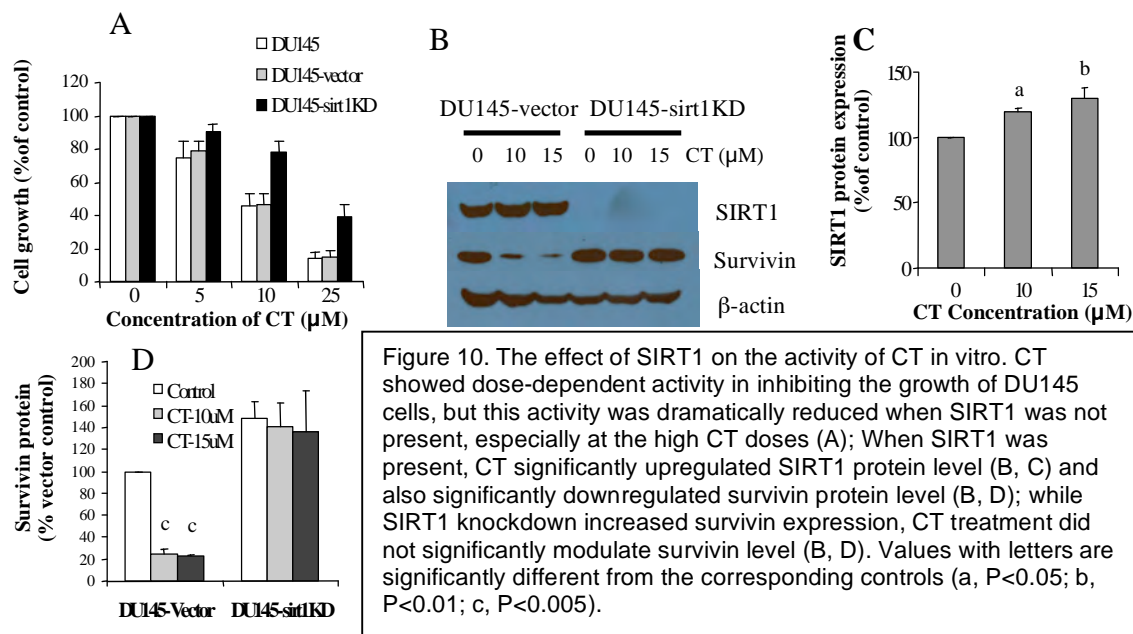 A
DU145
DU145-vector
DU145-sirt1KD
Cell growth (% of control)
120
100
80
60
40
20
0
0 5 10 25
Concentration of CT (µM)
B
DU145-vector DU145-sirt1KD
0 10 15 0 10 15 CT (µM)
SIRT1
Survivin
β-actin
C
SIRT1 protein expression
(% of control)
150
100
50
0
a
b
0 10 15
CT Concentration (µM)
D
Control
CT-10uM
CT-15uM
Survivin protein
(% vector control)
200
180
160
140
120
100
80
60
40
20
0
c c
DU145-Vector DU145-sirt1KD
Figure 10. The effect of SIRT1 on the activity of CT in vitro. CT
showed dose-dependent activity in inhibiting the growth of DU145
cells, but this activity was dramatically reduced when SIRT1 was not
present, especially at the high CT doses (A); When SIRT1 was
present, CT significantly upregulated SIRT1 protein level (B, C) and
also significantly downregulated survivin protein level (B, D); while
SIRT1 knockdown increased survivin expression, CT treatment did
not significantly modulate survivin level (B, D). Values with letters are
significantly different from the corresponding controls (a, P<0.05; b,
P<0.01; c, P<0.005).